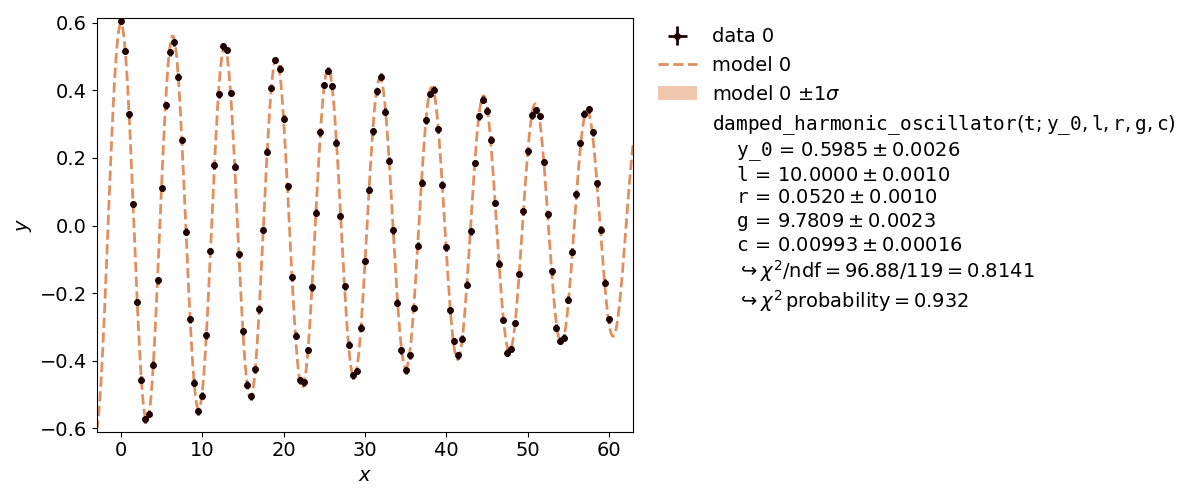 0.6
0.4
0.2
0.0
−0.2
−0.4
−0.6
y
0 10 20 30 40 50 60
x
data 0
model 0
model 0 ±1σ
damped_harmonic_oscillator(t; y_0, l, r, g, c)
y_0 = 0.5985 ± 0.0026
l = 10.0000 ± 0.0010
r = 0.0520 ± 0.0010
g = 9.7809 ± 0.0023
c = 0.00993 ± 0.00016
↪ χ²/ndf = 96.88/119 = 0.8141
↪ χ² probability = 0.932